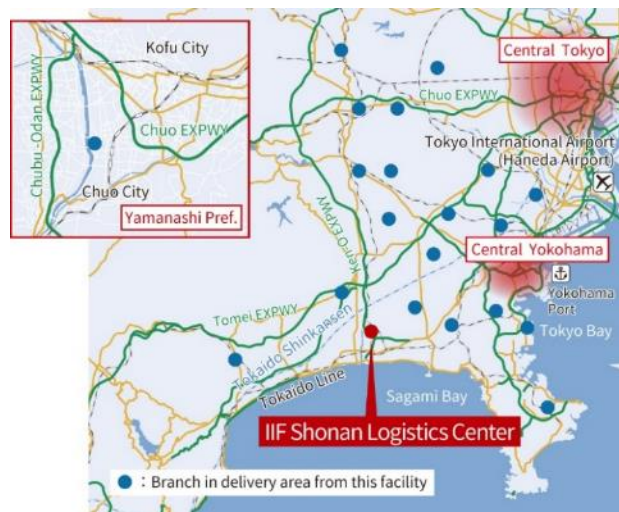 Kofu City
Chubu -Odan EXPWY
Chuo EXPWY
Chuo City
Yamanashi Pref.
Central Tokyo
Chuo EXPWY
Tokyo International Airport
(Haneda Airport)
Ken-O EXPWY
Central Yokohama
Yokohama
Port
Tomei EXPWY
Tokaido Shinkansen
Tokyo Bay
Tokaido Line
Sagami Bay
IIF Shonan Logistics Center
: Branch in delivery area from this facility